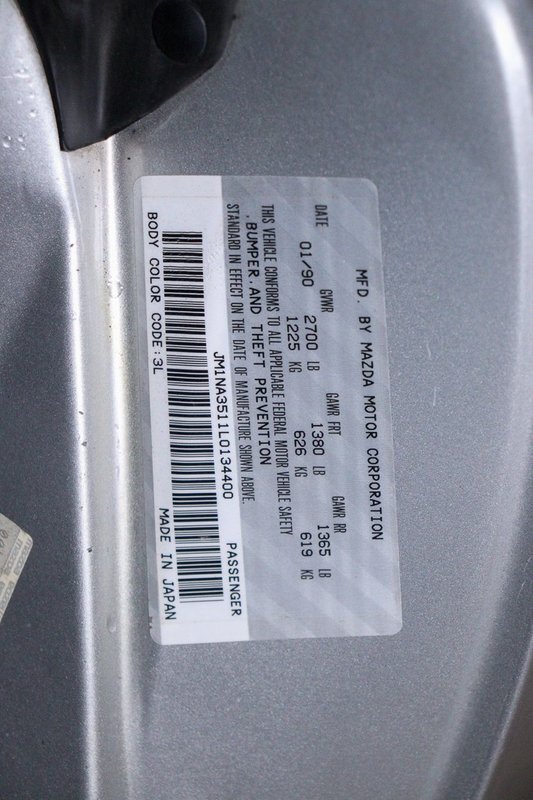 MFD. BY MAZDA MOTOR CORPORATION
DATE GVWR GAWR FRT GAWR RR
01/90 2700 LB 1380 LB 1365 LB
1225 KG 626 KG 619 KG
THIS VEHICLE CONFORMS TO ALL APPLICABLE FEDERAL MOTOR VEHICLE SAFETY
, BUMPER, AND THEFT PREVENTION
STANDARD IN EFFECT ON THE DATE OF MANUFACTURE SHOWN ABOVE.
JM1NA3511L0134400 PASSENGER
BODY COLOR CODE:3L MADE IN JAPAN